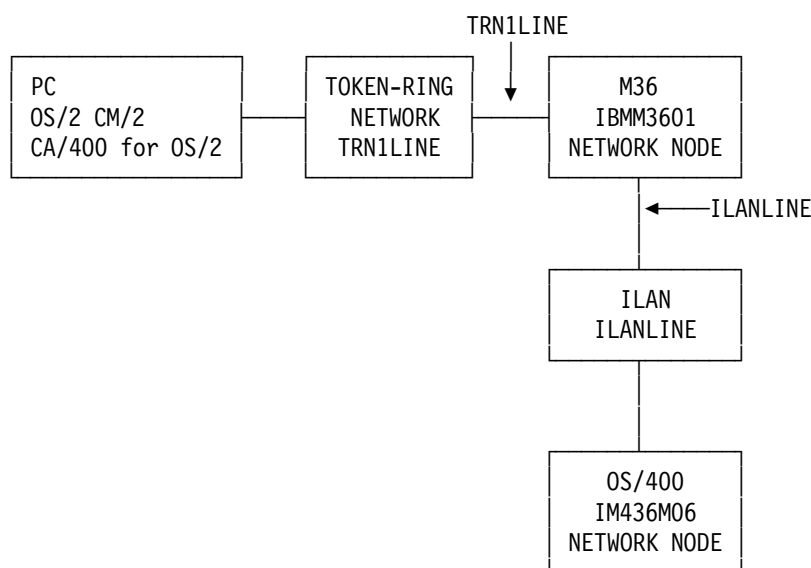 TRN1LINE
PC
OS/2 CM/2
CA/400 for OS/2
TOKEN-RING
NETWORK
TRN1LINE
M36
IBMM3601
NETWORK NODE
ILANLINE
ILAN
ILANLINE
OS/400
IM436M06
NETWORK NODE